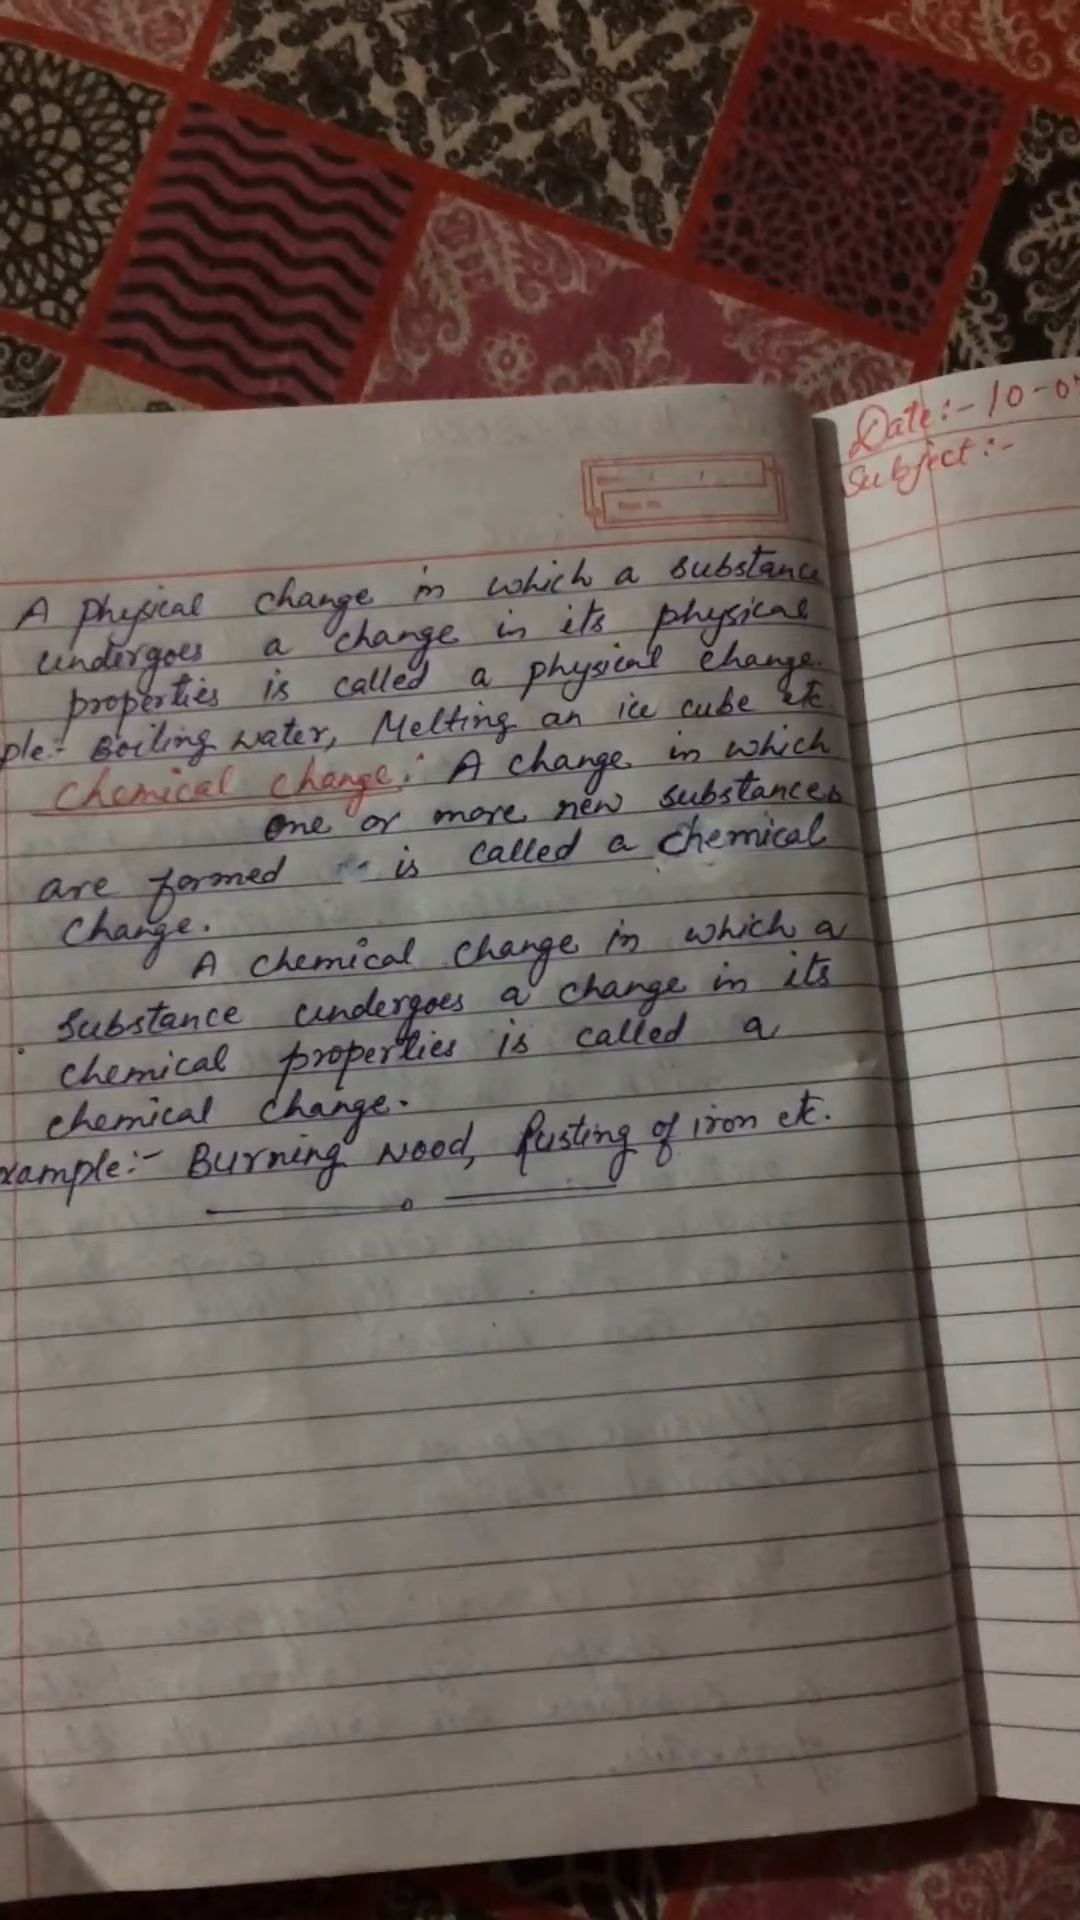 A physical change in which a substance
undergoes a change in its physical
properties is called a physical change.
ple:- Boiling water, Melting an ice cube etc.
Chemical change:- A change in which
one or more new substances
are formed is called a chemical
change.
A chemical change in which a
substance undergoes a change in its
chemical properties is called a
chemical change.
xample:- Burning wood, Rusting of iron etc.
Date:- 10-0
Subject:-